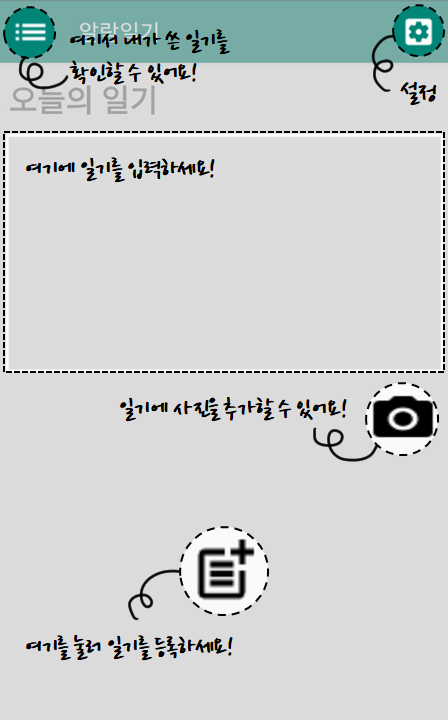 알락일기
여기서 내가 쓴 일기를
확인할 수 있어요!
설정
오늘의 일기
여기에 일기를 입력하세요!
일기에 사진을 추가할 수 있어요!
여기를 눌러 일기를 등록하세요!